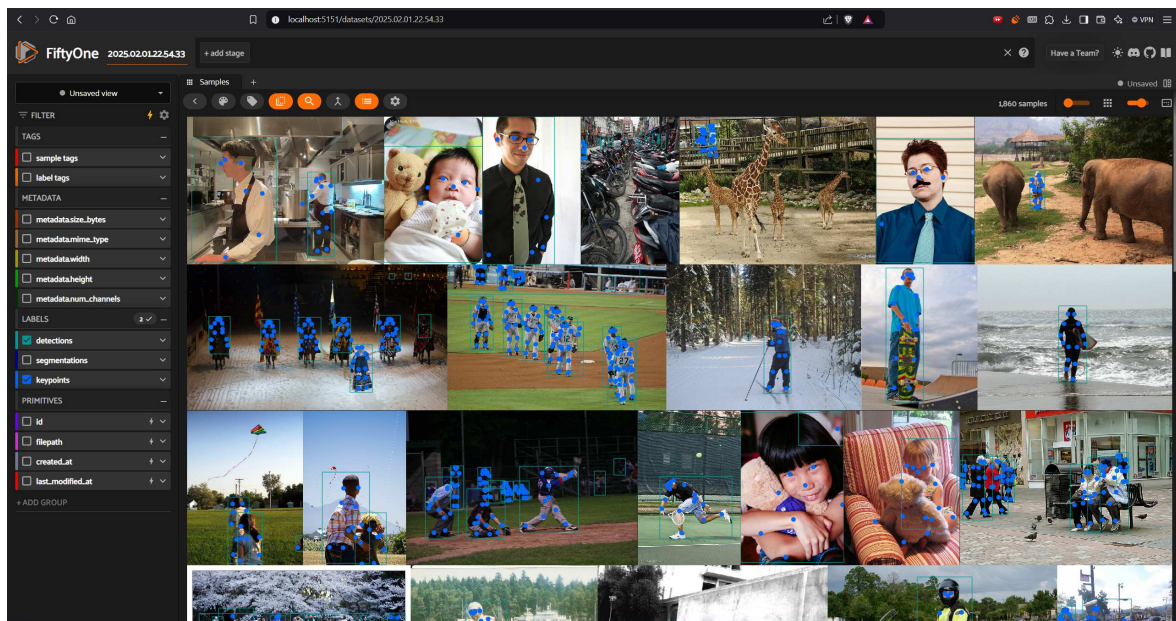 localhost:5151/datasets/2025.02.01.22.54.33
VPN
FiftyOne
2025.02.01.22.54.33
+ add stage
Have a Team?
Unsaved view
Samples
+
Unsaved
FILTER
1,860 samples
TAGS
sample tags
label tags
METADATA
metadata.size_bytes
metadata.mime_type
metadata.width
metadata.height
metadata.num_channels
LABELS
2
detections
segmentations
keypoints
PRIMITIVES
id
filepath
created_at
last_modified_at
+ ADD GROUP
12
27